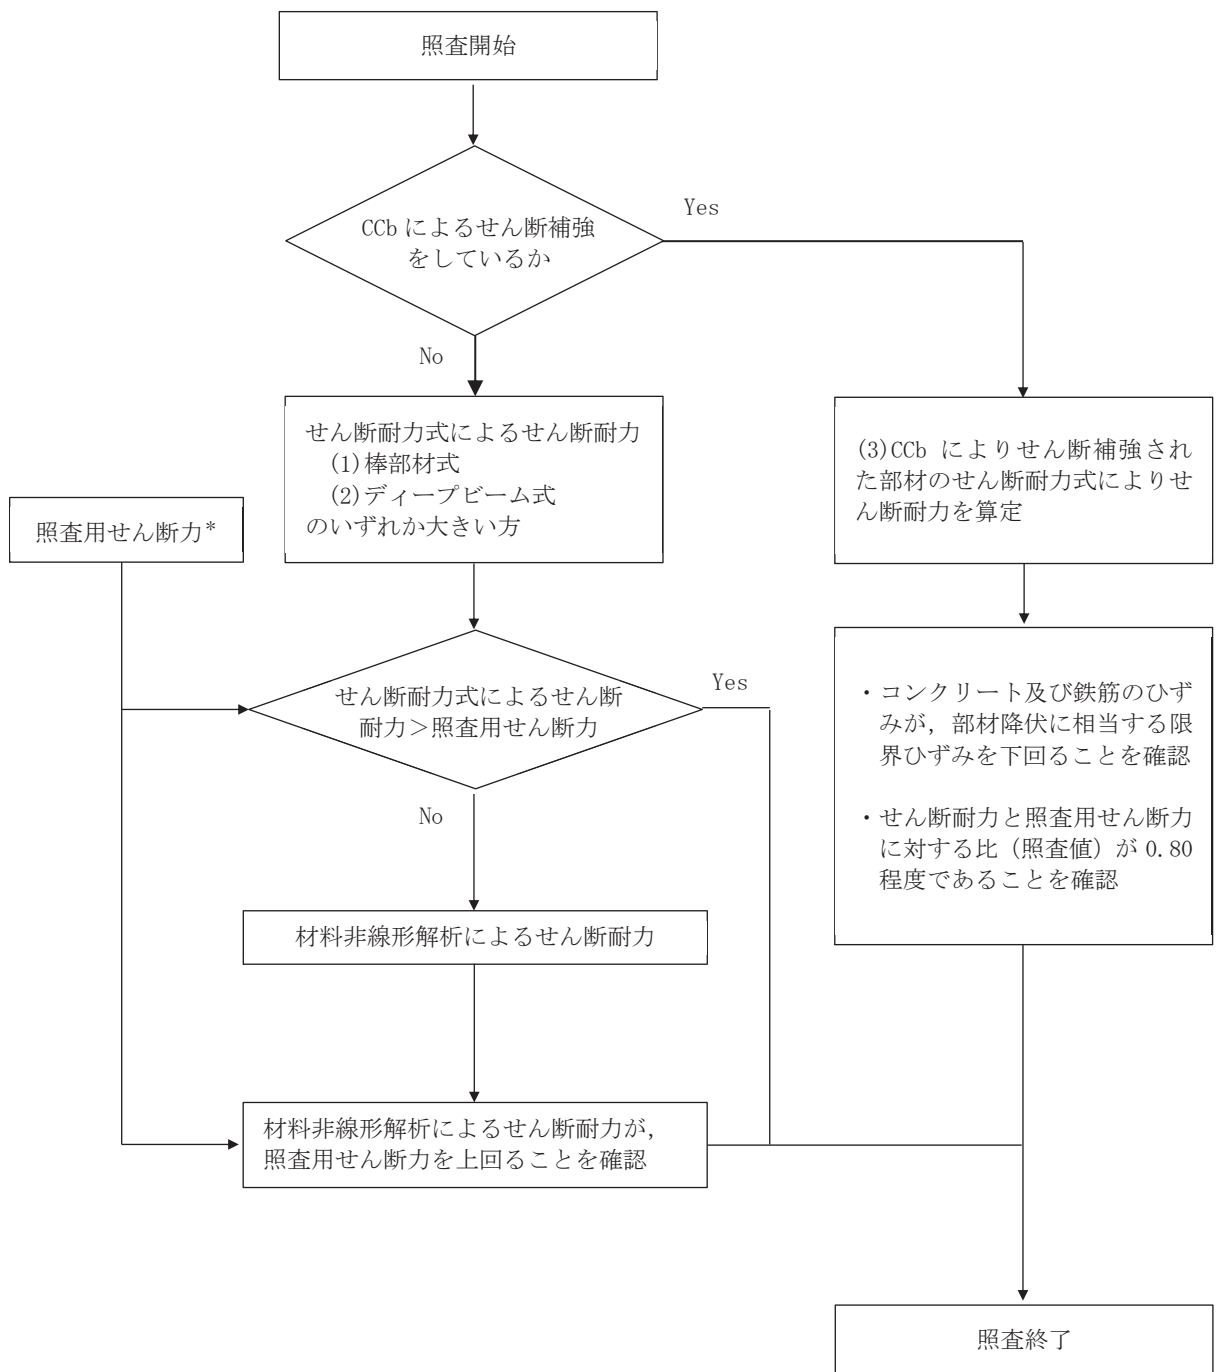 照査開始
CCb によるせん断補強
をしているか
Yes
No
せん断耐力式によるせん断耐力
(1)棒部材式
(2)ディープビーム式
のいずれか大きい方
(3)CCb によりせん断補強され
た部材のせん断耐力式によりせ
ん断耐力を算定
照査用せん断力*
せん断耐力式によるせん断
耐力＞照査用せん断力
Yes
No
・コンクリート及び鉄筋のひず
みが，部材降伏に相当する限
界ひずみを下回ることを確認
・せん断耐力と照査用せん断力
に対する比（照査値）が 0.80
程度であることを確認
材料非線形解析によるせん断耐力
材料非線形解析によるせん断耐力が，
照査用せん断力を上回ることを確認
照査終了